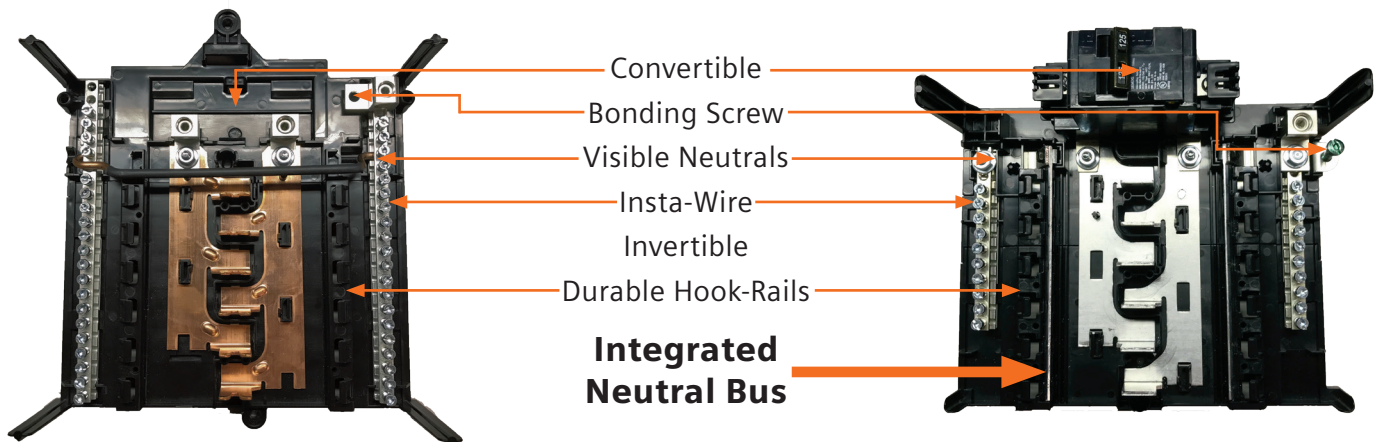 Convertible
125
Bonding Screw
Visible Neutrals
Insta-Wire
Invertible
Durable Hook-Rails
Integrated
Neutral Bus